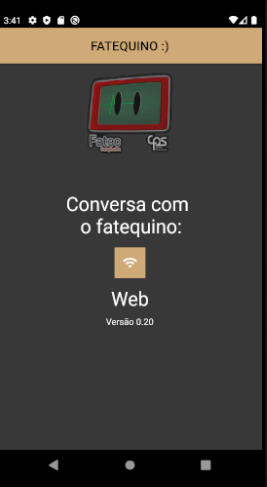 3:41
FATEQUINO :)
Fatec
cps
Conversa com
o fatequino:
Web
Versão 0.20